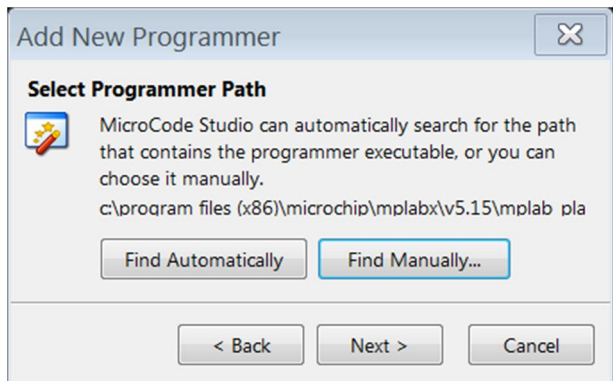 Add New Programmer
Select Programmer Path
MicroCode Studio can automatically search for the path
that contains the programmer executable, or you can
choose it manually.
c:\program files (x86)\microchip\mplabx\v5.15\mplab_pla
Find Automatically
Find Manually...
< Back
Next >
Cancel